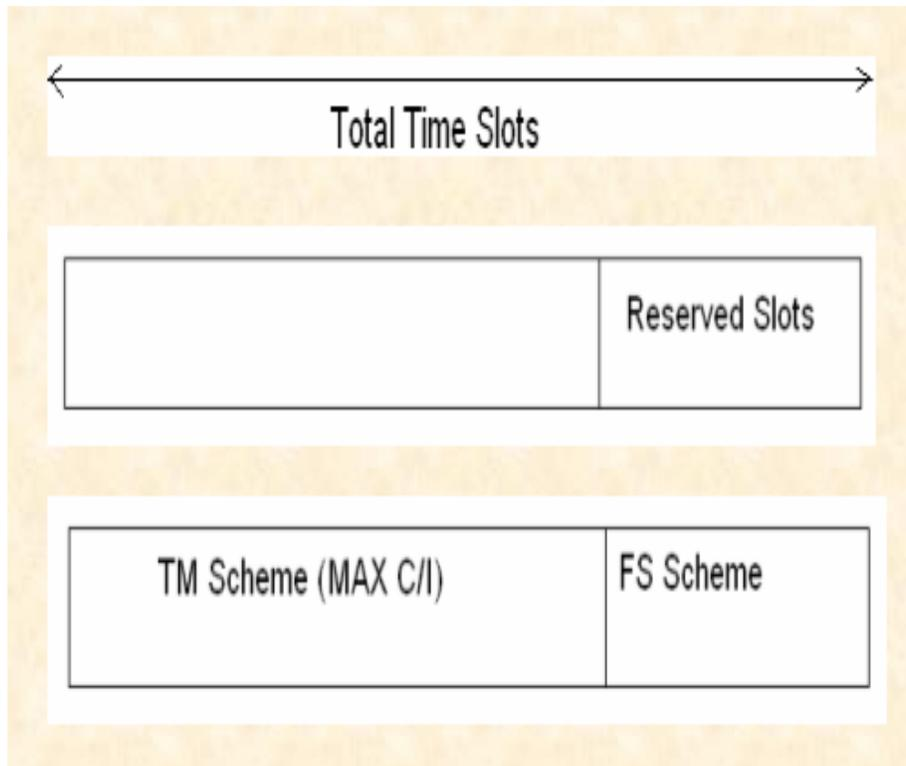 Total Time Slots
Reserved Slots
TM Scheme (MAX C/I)
FS Scheme